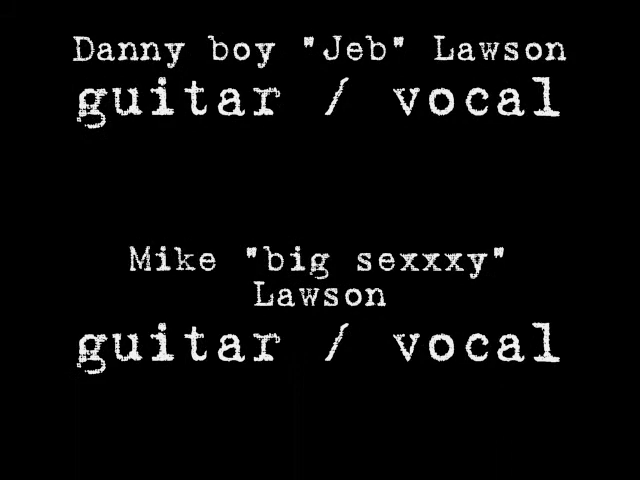 Danny boy "Jeb" Lawson
guitar / vocal
Mike "big sexxxy"
Lawson
guitar / vocal